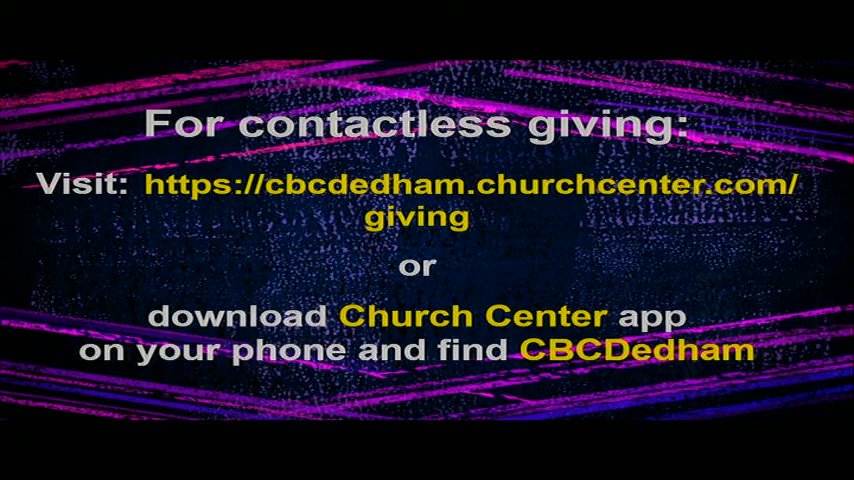 For contactless giving:
Visit: https://cbcdedham.churchcenter.com/
giving
or
download Church Center app
on your phone and find CBCDedham